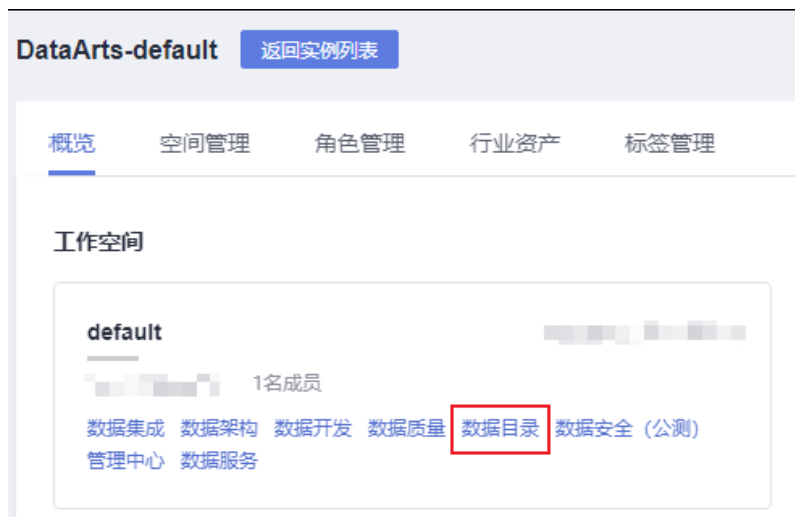 DataArts-default 返回实例列表
概览 空间管理 角色管理 行业资产 标签管理
工作空间
default
1名成员
数据集成 数据架构 数据开发 数据质量 数据目录 数据安全（公测）
管理中心 数据服务